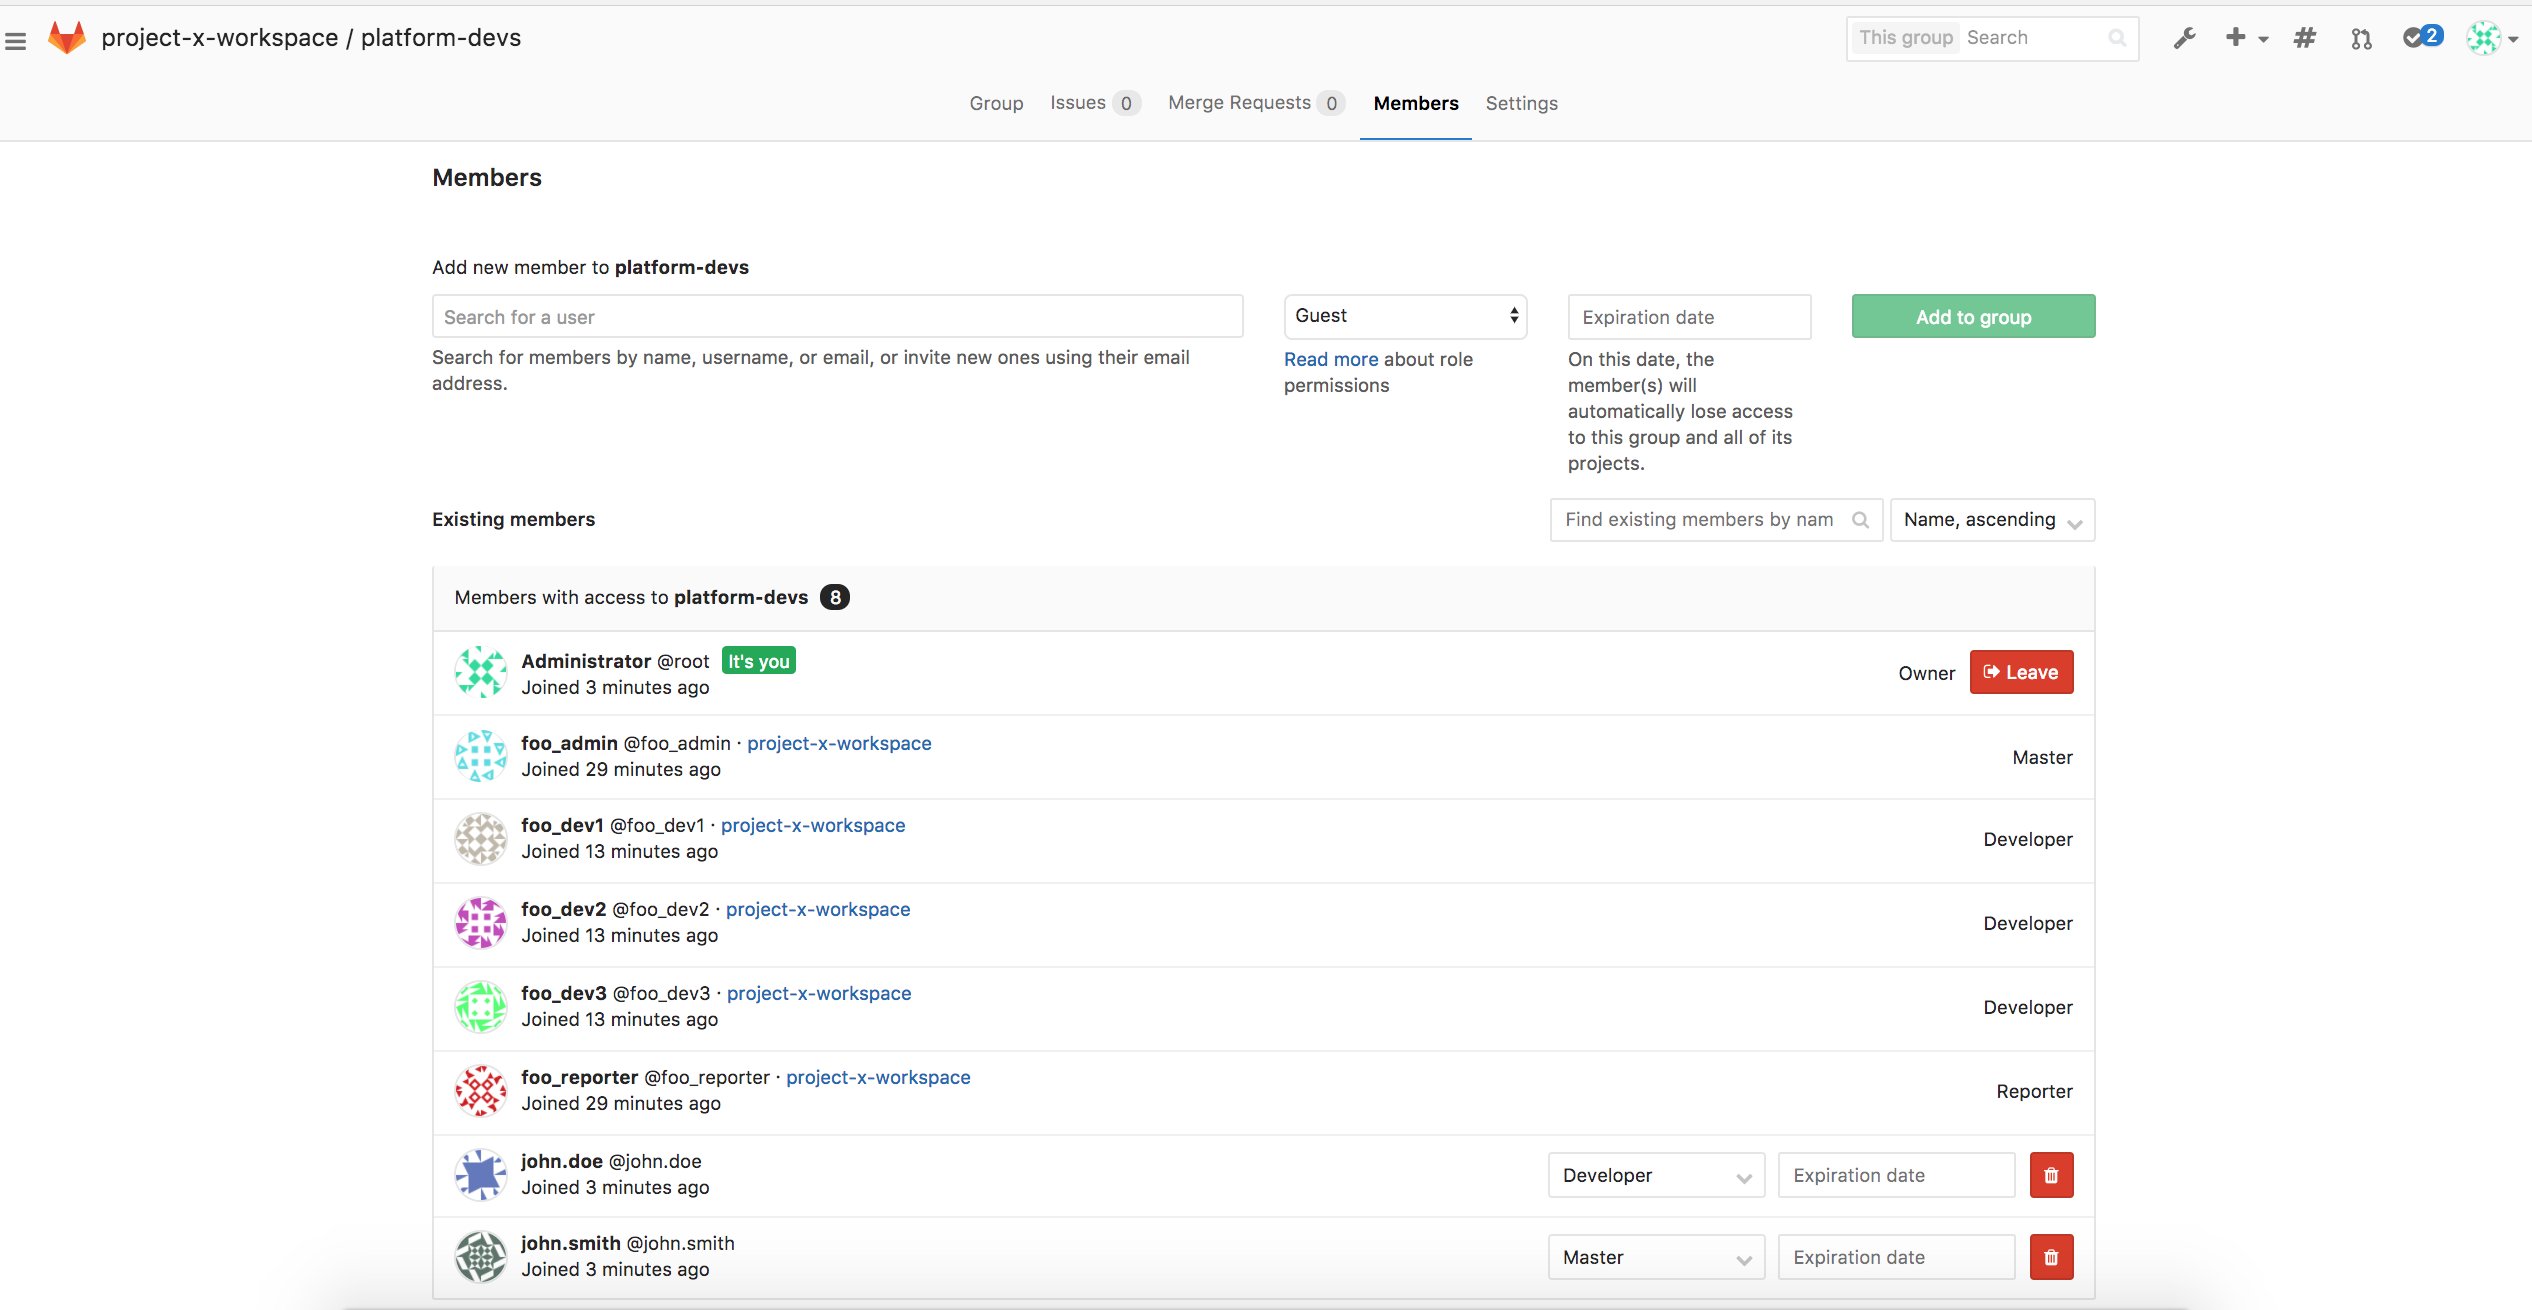 project-x-workspace / platform-devs
This group Search
2
Group Issues 0 Merge Requests 0 Members Settings
Members
Add new member to platform-devs
Search for a user
Guest
Expiration date
Add to group
Search for members by name, username, or email, or invite new ones using their email
address.
Read more about role
permissions
On this date, the
member(s) will
automatically lose access
to this group and all of its
projects.
Existing members
Find existing members by nam
Name, ascending
Members with access to platform-devs 8
Administrator @root It's you
Joined 3 minutes ago
Owner Leave
foo_admin @foo_admin · project-x-workspace
Joined 29 minutes ago
Master
foo_dev1 @foo_dev1 · project-x-workspace
Joined 13 minutes ago
Developer
foo_dev2 @foo_dev2 · project-x-workspace
Joined 13 minutes ago
Developer
foo_dev3 @foo_dev3 · project-x-workspace
Joined 13 minutes ago
Developer
foo_reporter @foo_reporter · project-x-workspace
Joined 29 minutes ago
Reporter
john.doe @john.doe
Joined 3 minutes ago
Developer Expiration date
john.smith @john.smith
Joined 3 minutes ago
Master Expiration date